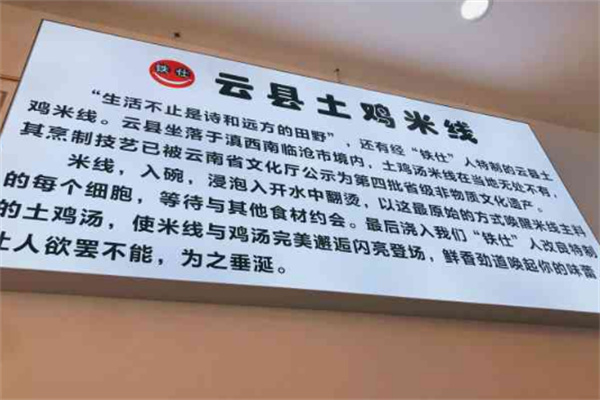 铁仕
云县土鸡米线
“生活不止是诗和远方的田野”，还有经“铁仕”人特制的云县土
鸡米线。云县坐落于滇西南临沧市境内，土鸡汤米线在当地无处不有，
其烹制技艺已被云南省文化厅公示为第四批省级非物质文化遗产。
米线，入碗，浸泡入开水中翻烫，以这最原始的方式唤醒米线主料
的每个细胞，等待与其他食材约会。最后浇入我们“铁仕”人改良特制
的土鸡汤，使米线与鸡汤完美邂逅闪亮登场，鲜香劲道唤起你的味蕾
让人欲罢不能，为之垂涎。